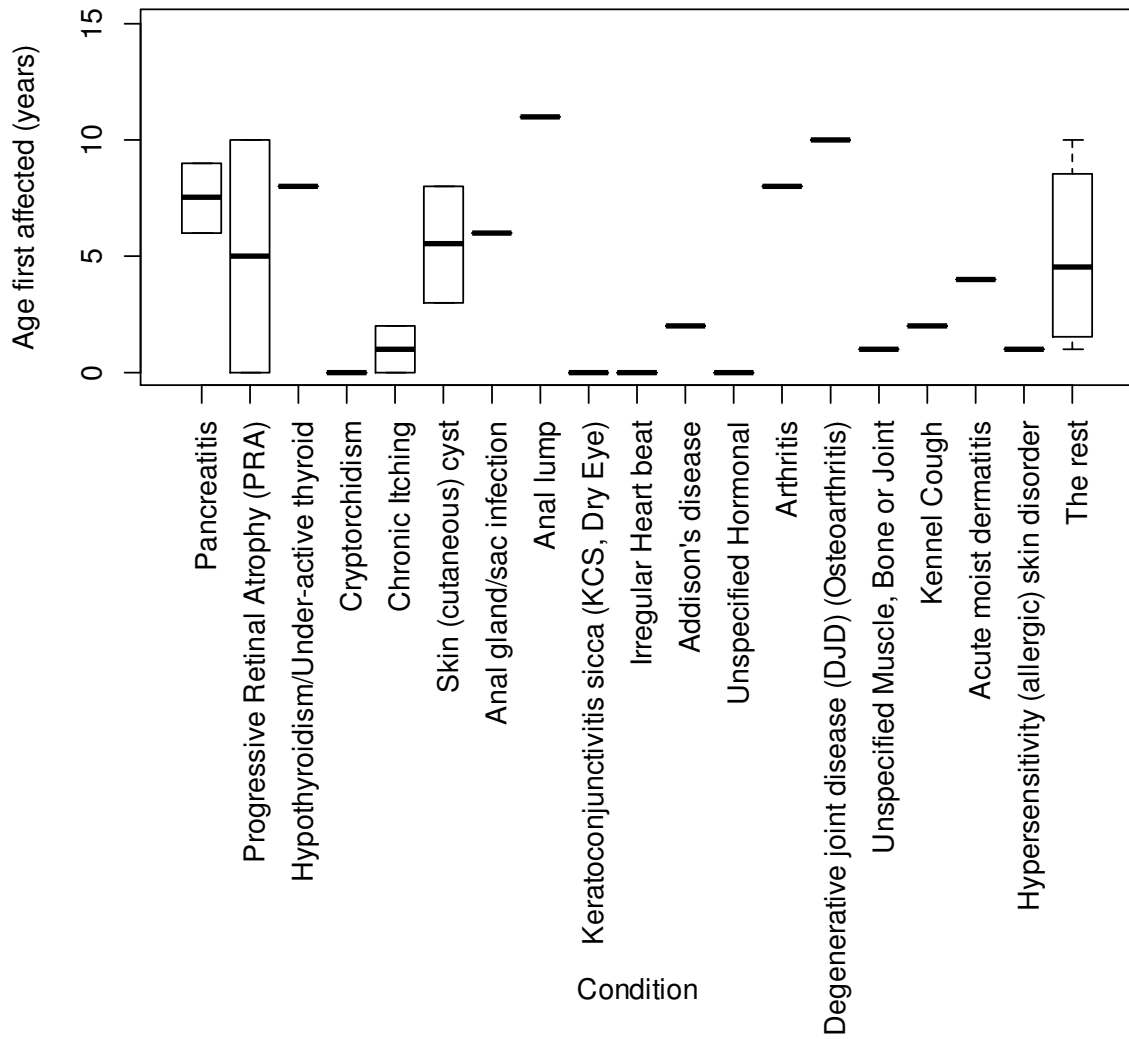 Age first affected (years)
15
10
5
0
Pancreatitis
Progressive Retinal Atrophy (PRA)
Hypothyroidism/Under-active thyroid
Cryptorchidism
Chronic Itching
Skin (cutaneous) cyst
Anal gland/sac infection
Anal lump
Keratoconjunctivitis sicca (KCS, Dry Eye)
Irregular Heart beat
Addison's disease
Unspecified Hormonal
Arthritis
Degenerative joint disease (DJD) (Osteoarthritis)
Unspecified Muscle, Bone or Joint
Kennel Cough
Acute moist dermatitis
Hypersensitivity (allergic) skin disorder
The rest
Condition